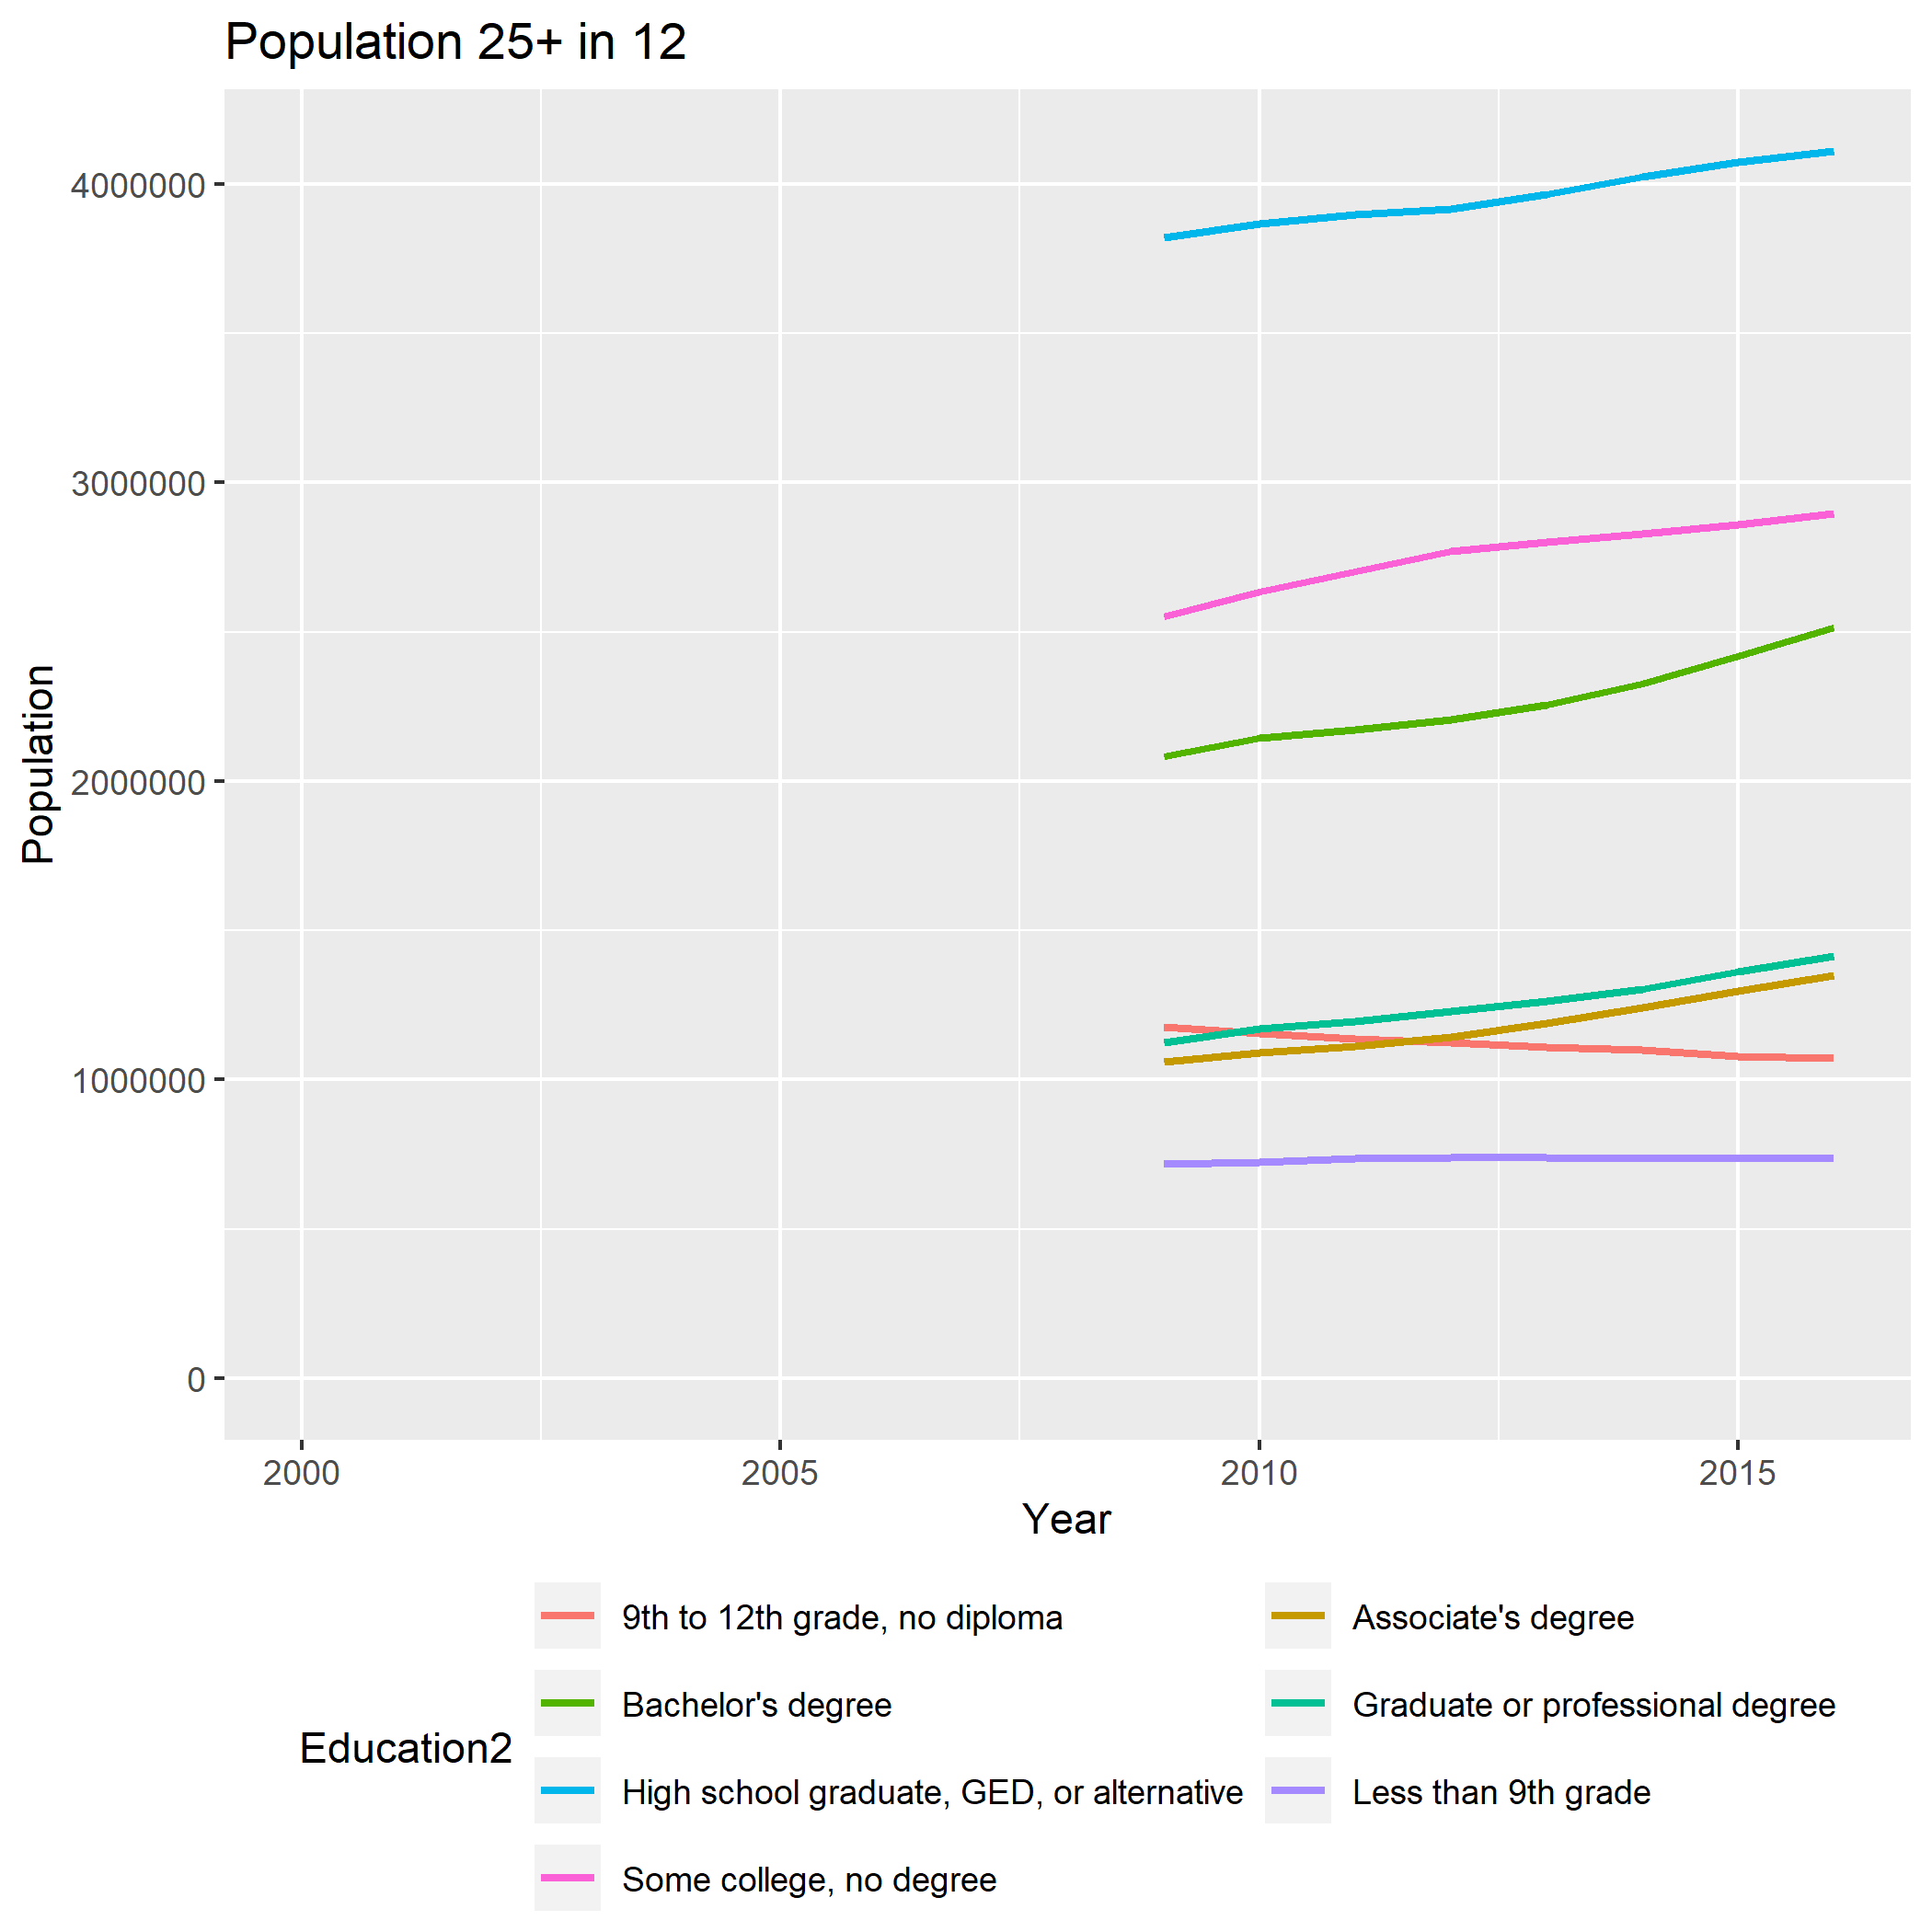 Population 25+ in 12
4000000
3000000
2000000
1000000
0
Population
2000 2005 2010 2015
Year
Education2
9th to 12th grade, no diploma
Bachelor's degree
High school graduate, GED, or alternative
Some college, no degree
Associate's degree
Graduate or professional degree
Less than 9th grade